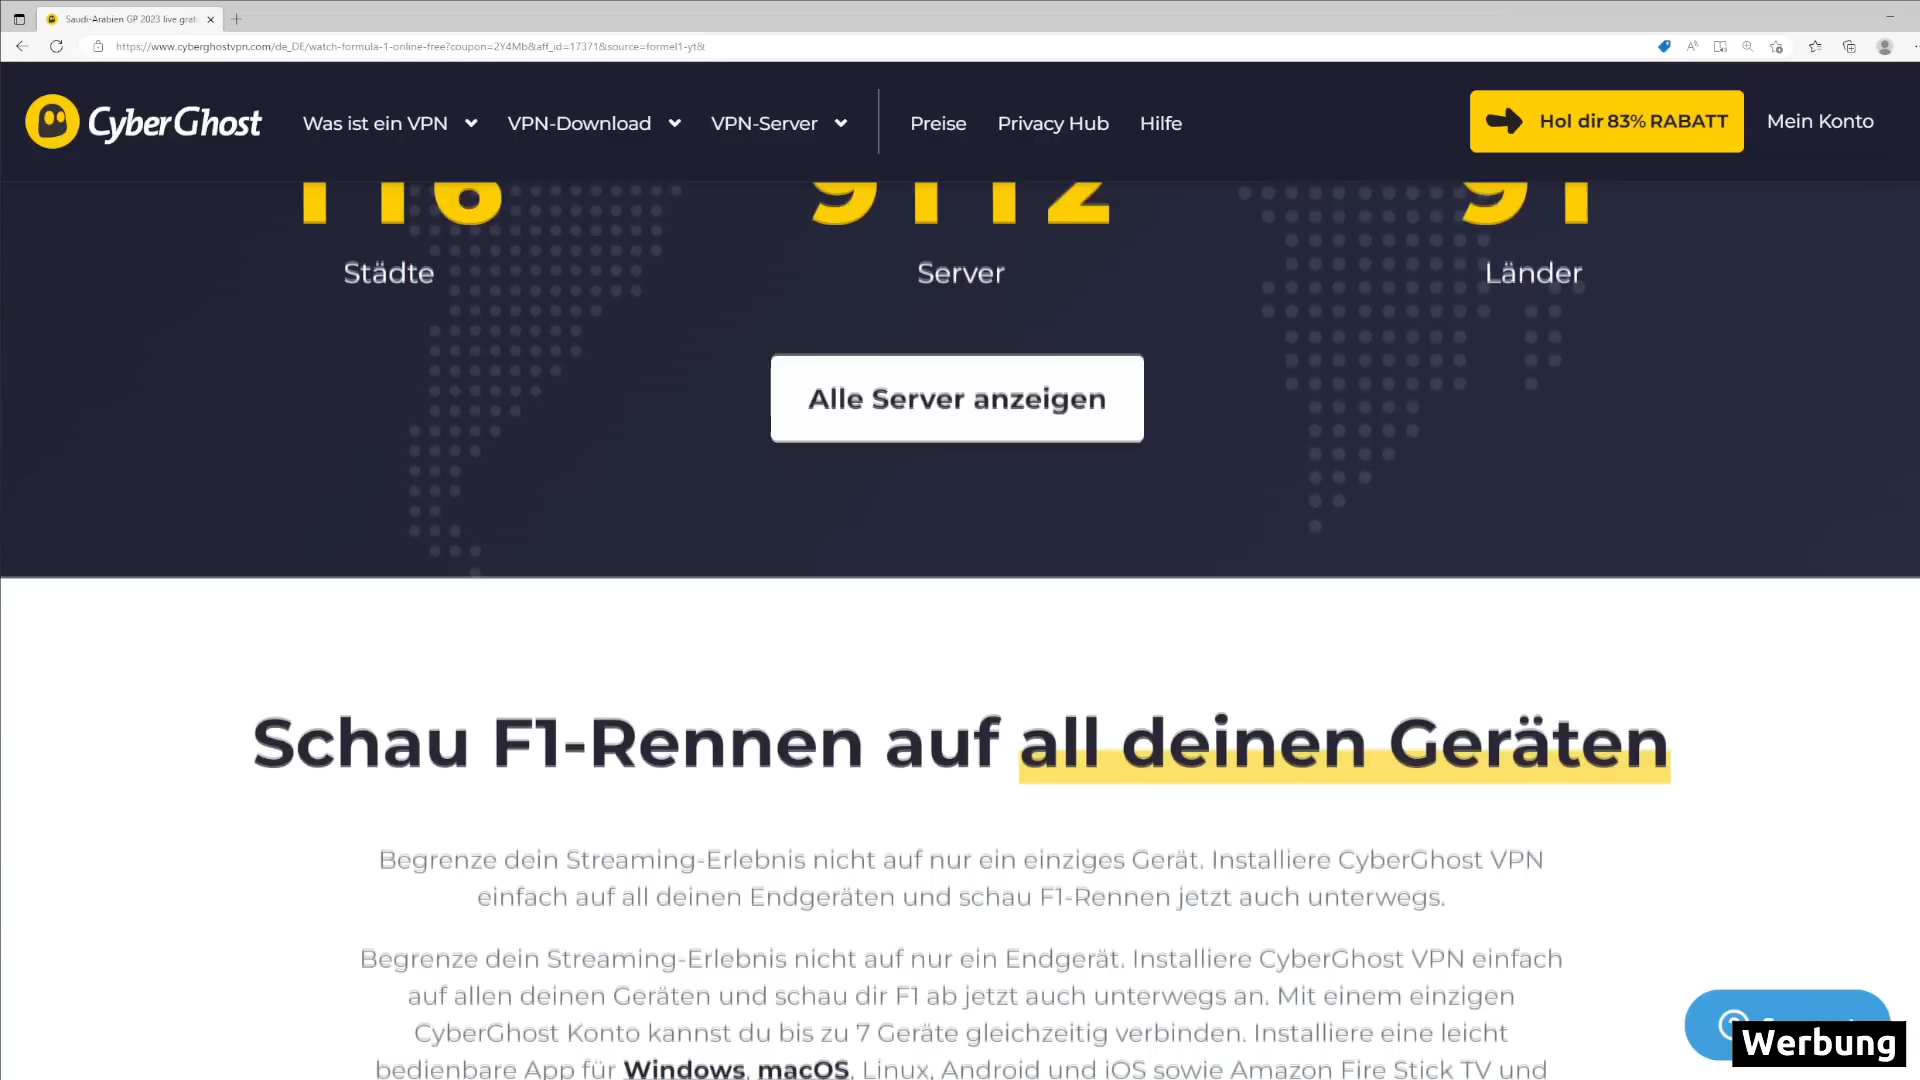 Saudi-Arabien GP 2023 live grat
https://www.cyberghostvpn.com/de_DE/watch-formula-1-online-free?coupon=2Y4Mb&aff_id=17371&source=formel1-yt&
CyberGhost
Was ist ein VPN
VPN-Download
VPN-Server
Preise
Privacy Hub
Hilfe
Hol dir 83% RABATT
Mein Konto
116
9112
91
Städte
Server
Länder
Alle Server anzeigen
Schau F1-Rennen auf all deinen Geräten
Begrenze dein Streaming-Erlebnis nicht auf nur ein einziges Gerät. Installiere CyberGhost VPN
einfach auf all deinen Endgeräten und schau F1-Rennen jetzt auch unterwegs.
Begrenze dein Streaming-Erlebnis nicht auf nur ein Endgerät. Installiere CyberGhost VPN einfach
auf allen deinen Geräten und schau dir F1 ab jetzt auch unterwegs an. Mit einem einzigen
CyberGhost Konto kannst du bis zu 7 Geräte gleichzeitig verbinden. Installiere eine leicht
bedienbare App für Windows, macOS, Linux, Android und iOS sowie Amazon Fire Stick TV und
Werbung